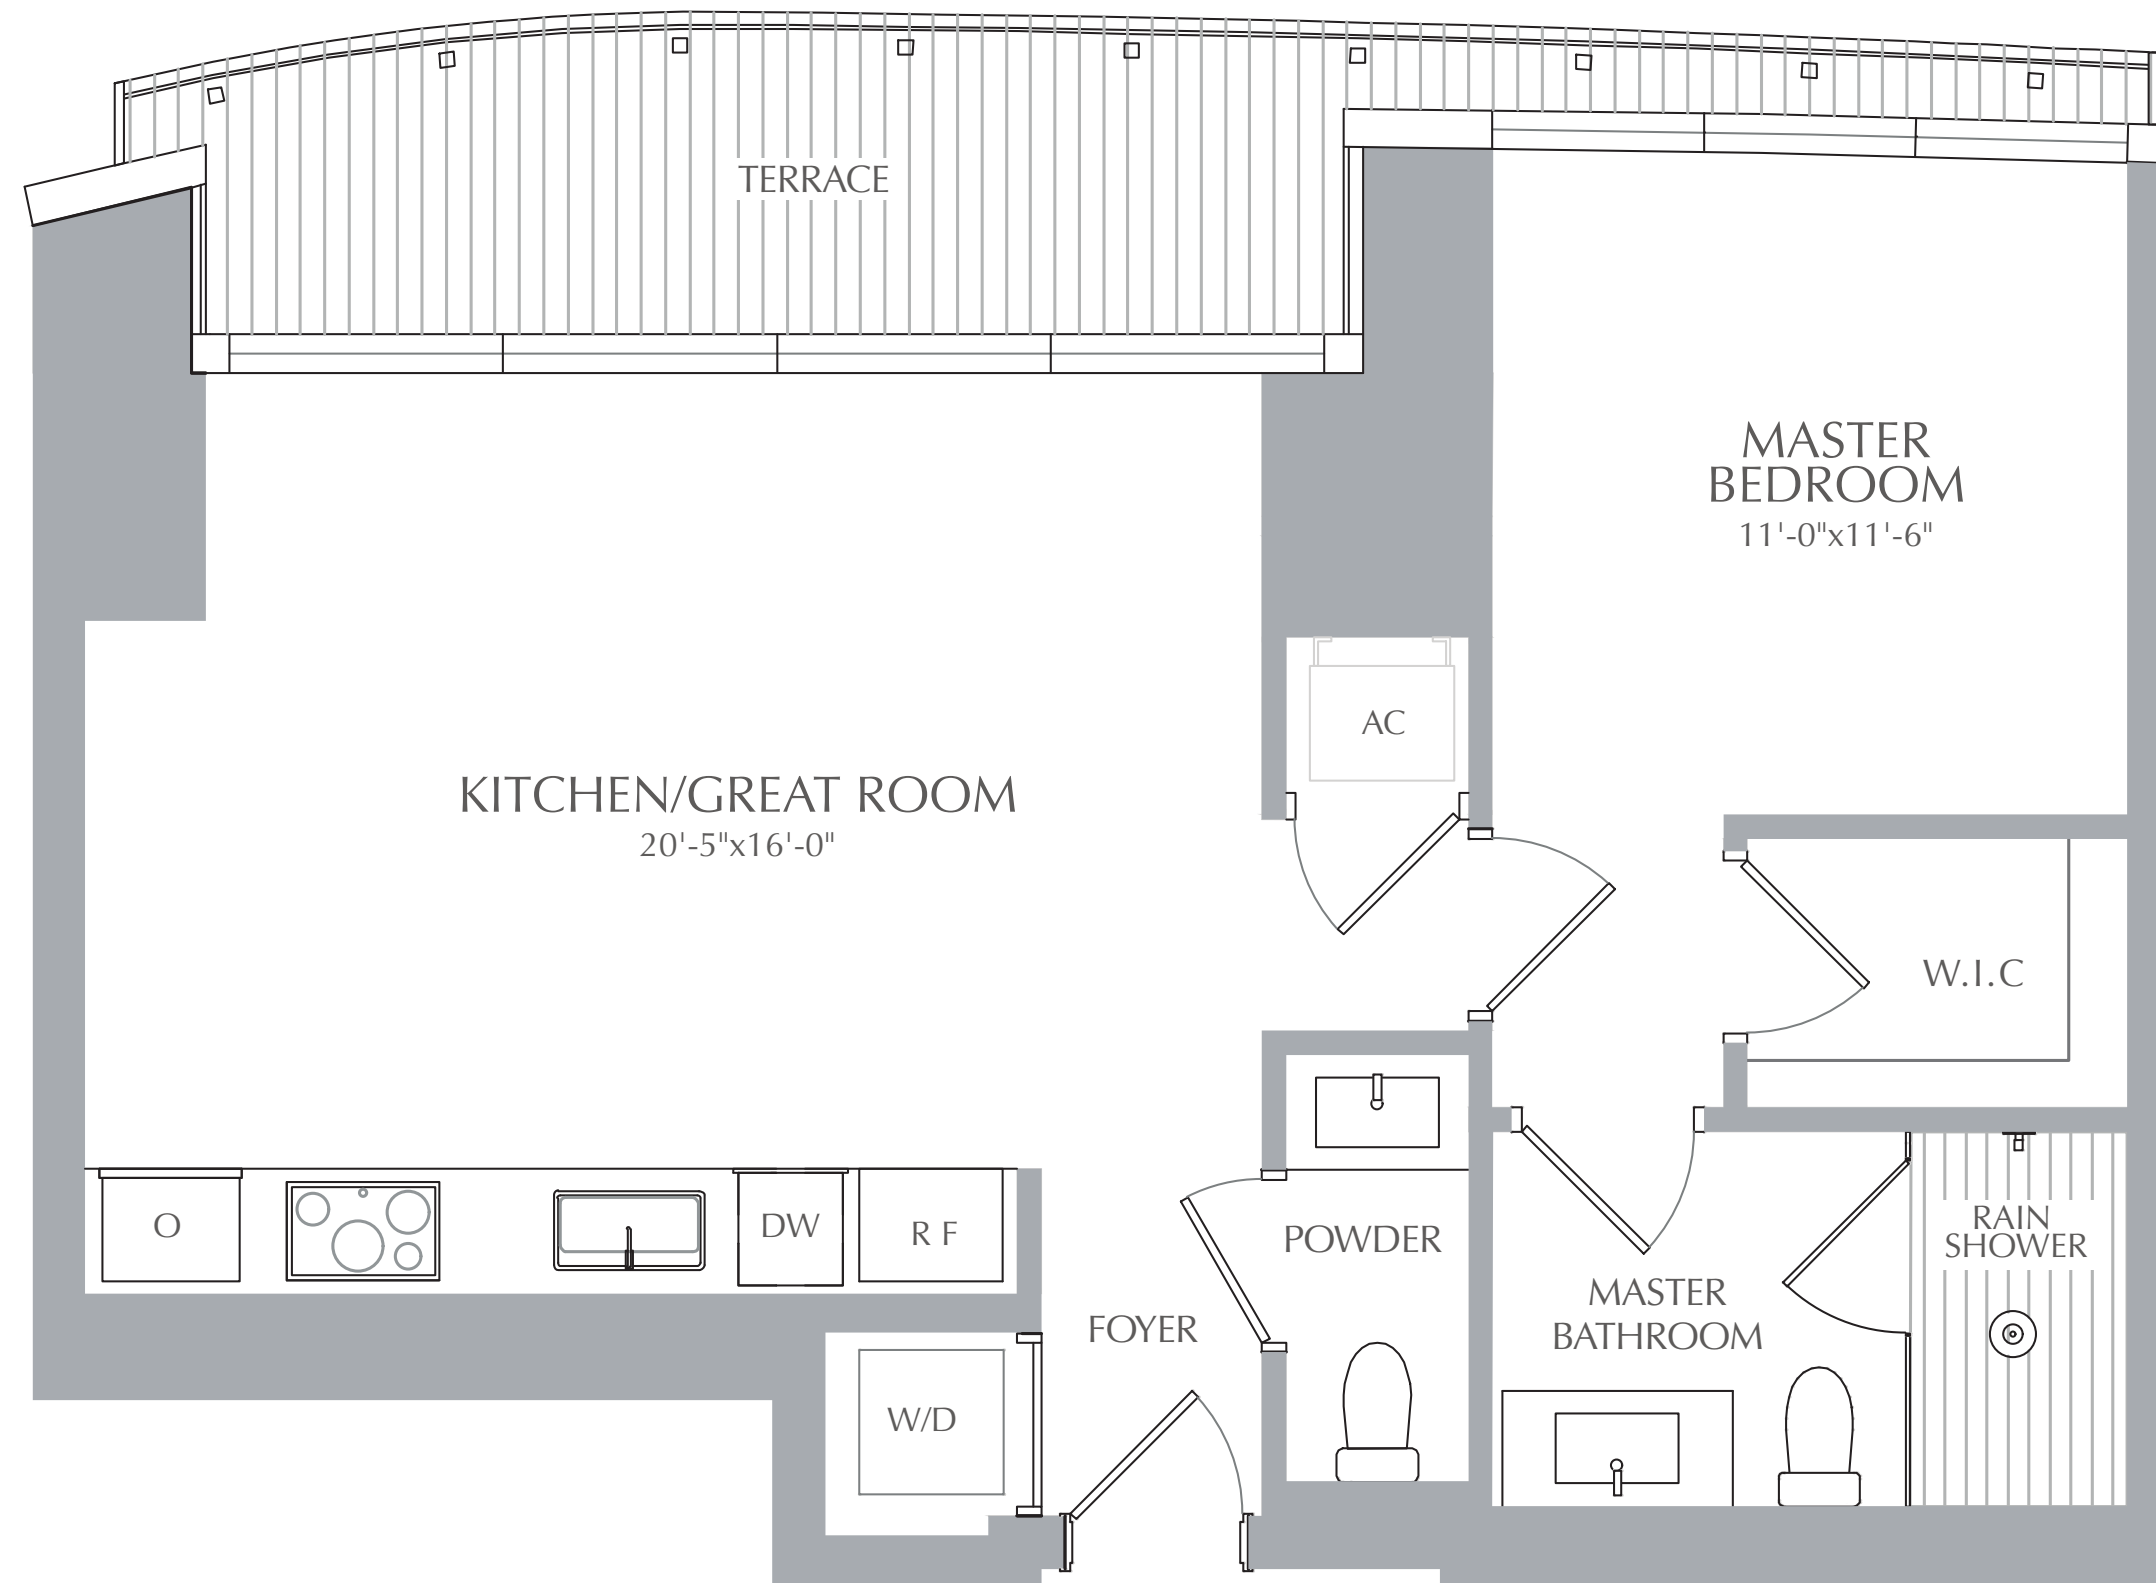 TERRACE
MASTER
BEDROOM
11'-0"x11'-6"
AC
KITCHEN/GREAT ROOM
20'-5"x16'-0"
W.I.C
O
DW
R F
POWDER
RAIN
SHOWER
FOYER
MASTER
BATHROOM
W/D